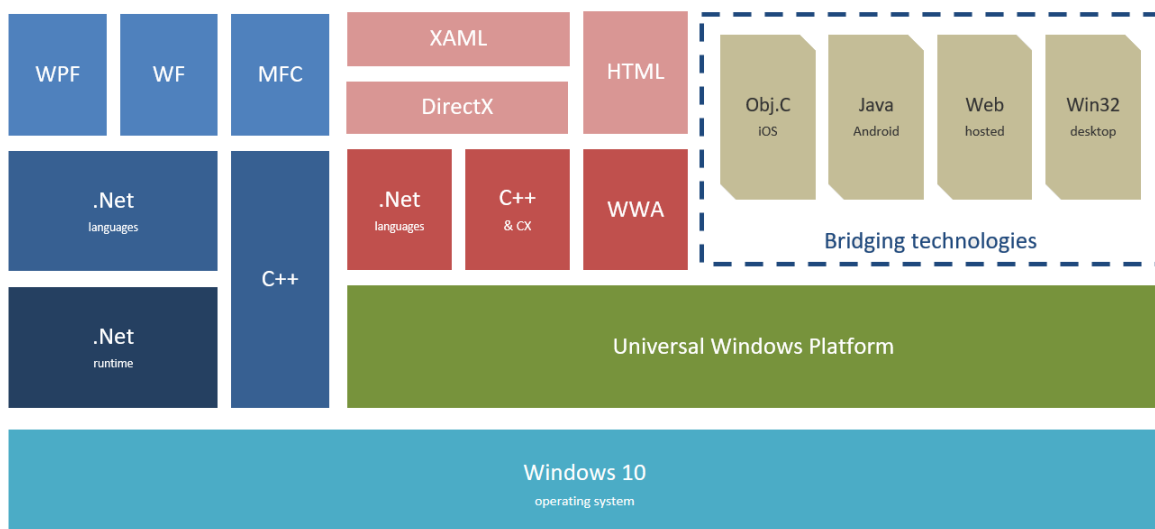 WPF
WF
MFC
XAML
DirectX
HTML
Obj.C
iOS
Java
Android
Web
hosted
Win32
desktop
Bridging technologies
.Net
languages
C++
.Net
languages
C++
& CX
WWA
.Net
runtime
Universal Windows Platform
Windows 10
operating system